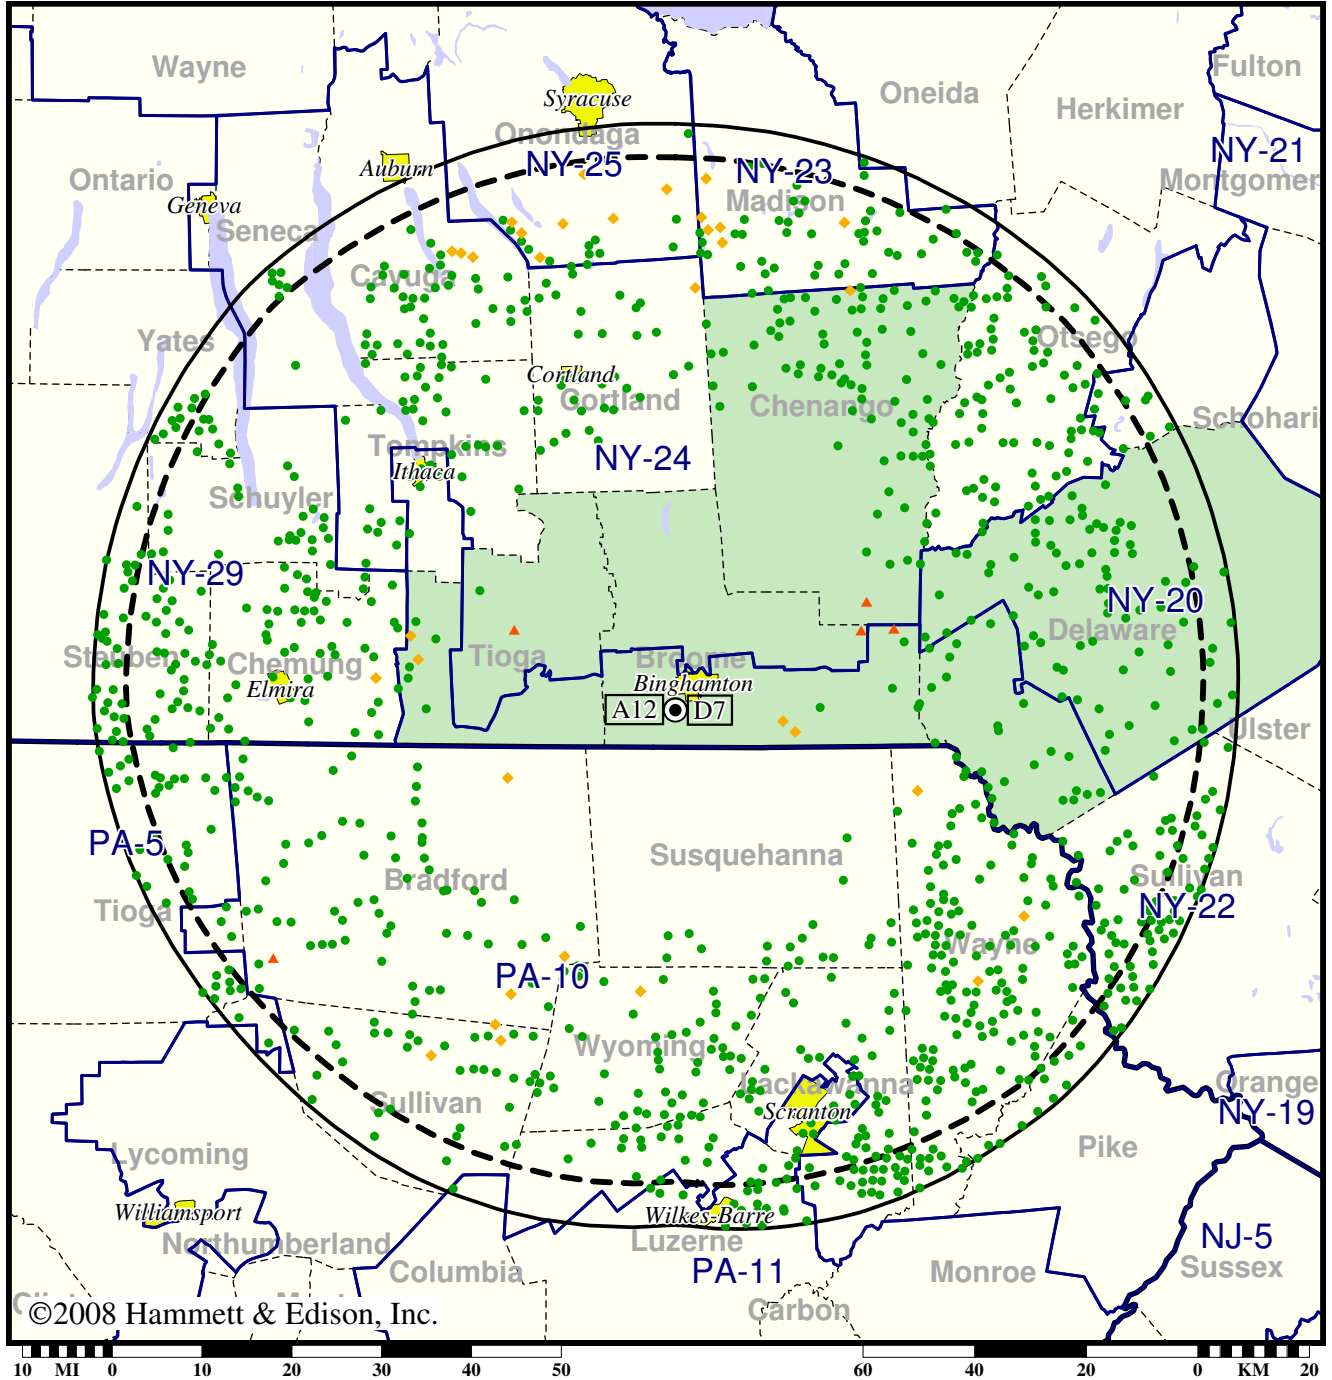 Wayne
Oneida
Fulton
Herkimer
Syracuse
Onondaga
Auburn
NY-25
NY-23
NY-21
Ontario
Madison
Montgomer
Geneva
Seneca
Cayuga
Yates
Otsego
Cortland
Cortland
Chenango
Schohari
Tompkins
NY-24
Ithaca
Schuyler
NY-29
NY-20
Delaware
Steuben
Chemung
Tioga
Broome
Elmira
Binghamton
A12
D7
Ulster
PA-5
Susquehanna
Bradford
Sullivan
Tioga
NY-22
Wayne
PA-10
Wyoming
Lackawanna
Orange
Sullivan
Scranton
NY-19
Lycoming
Pike
Williamsport
Wilkes-Barre
Northumberland
Luzerne
NJ-5
Columbia
PA-11
Monroe
Sussex
Carbon
©2008 Hammett & Edison, Inc.
10 MI 0 10 20 30 40 50 60 40 20 0 KM 20